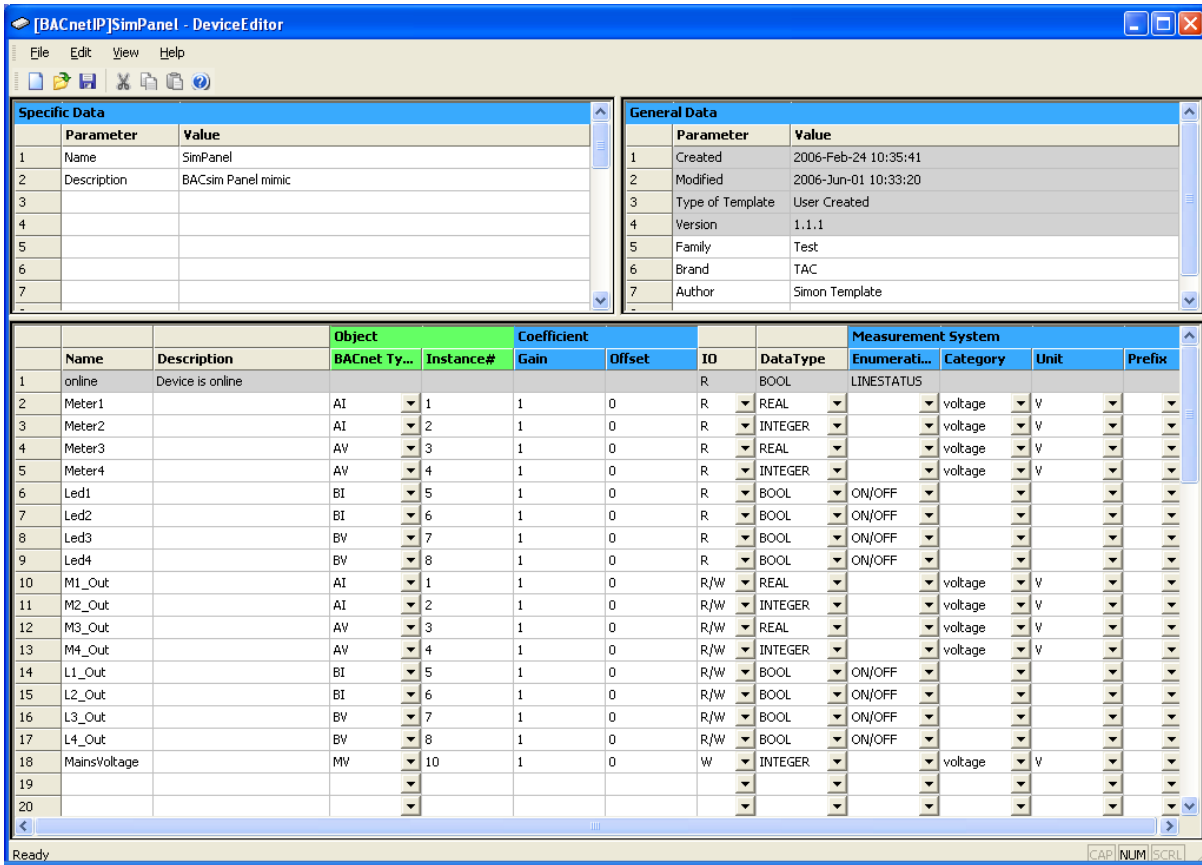 [BACnetIP]SimPanel - DeviceEditor
File Edit View Help
Specific Data
Parameter Value
1 Name SimPanel
2 Description BACsim Panel mimic
3
4
5
6
7
General Data
Parameter Value
1 Created 2006-Feb-24 10:35:41
2 Modified 2006-Jun-01 10:33:20
3 Type of Template User Created
4 Version 1.1.1
5 Family Test
6 Brand TAC
7 Author Simon Template
Object Coefficient Measurement System
Name Description BACnet Ty... Instance# Gain Offset IO DataType Enumerati... Category Unit Prefix
1 online Device is online R BOOL LINESTATUS
2 Meter1 AI 1 1 0 R REAL voltage V
3 Meter2 AI 2 1 0 R INTEGER voltage V
4 Meter3 AV 3 1 0 R REAL voltage V
5 Meter4 AV 4 1 0 R INTEGER voltage V
6 Led1 BI 5 1 0 R BOOL ON/OFF
7 Led2 BI 6 1 0 R BOOL ON/OFF
8 Led3 BV 7 1 0 R BOOL ON/OFF
9 Led4 BV 8 1 0 R BOOL ON/OFF
10 M1_Out AI 1 1 0 R/W REAL voltage V
11 M2_Out AI 2 1 0 R/W INTEGER voltage V
12 M3_Out AV 3 1 0 R/W REAL voltage V
13 M4_Out AV 4 1 0 R/W INTEGER voltage V
14 L1_Out BI 5 1 0 R/W BOOL ON/OFF
15 L2_Out BI 6 1 0 R/W BOOL ON/OFF
16 L3_Out BV 7 1 0 R/W BOOL ON/OFF
17 L4_Out BV 8 1 0 R/W BOOL ON/OFF
18 MainsVoltage MV 10 1 0 W INTEGER voltage V
19
20
Ready CAP NUM SCRL